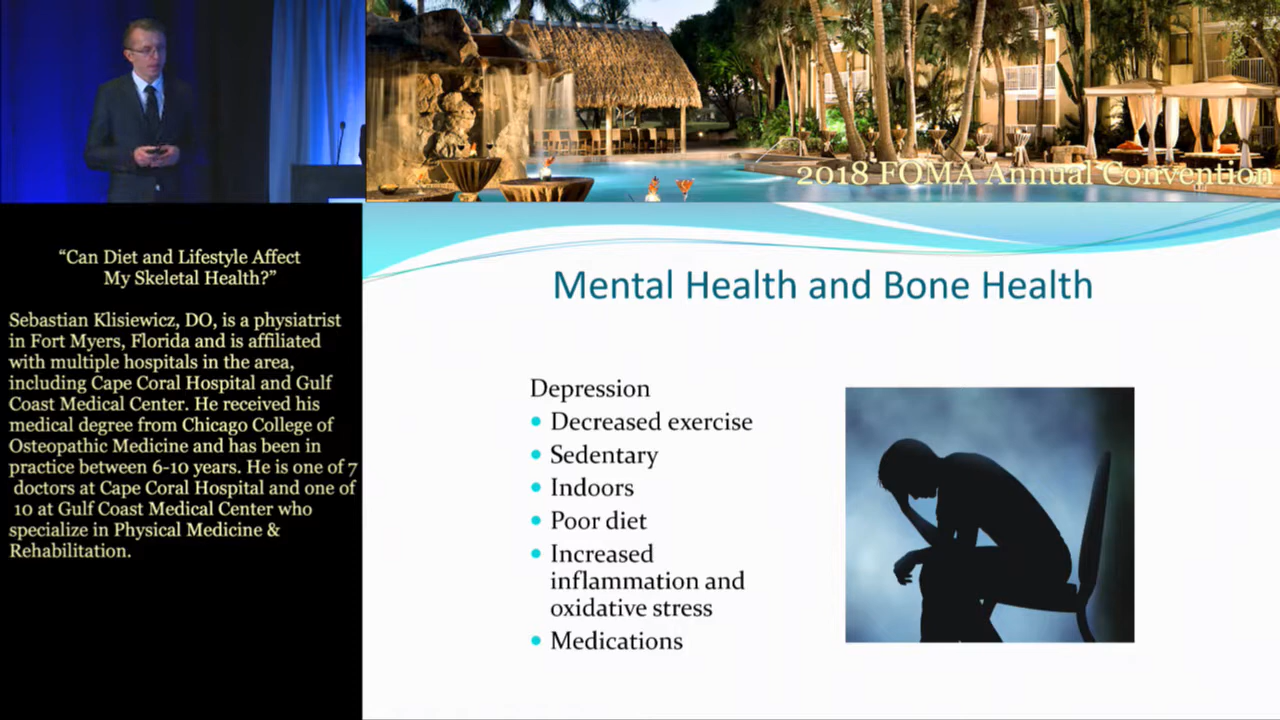 2018 FOMA Annual Convention
“Can Diet and Lifestyle Affect
My Skeletal Health?”
Sebastian Klisiewicz, DO, is a physiatrist
in Fort Myers, Florida and is affiliated
with multiple hospitals in the area,
including Cape Coral Hospital and Gulf
Coast Medical Center. He received his
medical degree from Chicago College of
Osteopathic Medicine and has been in
practice between 6-10 years. He is one of 7
doctors at Cape Coral Hospital and one of
10 at Gulf Coast Medical Center who
specialize in Physical Medicine &
Rehabilitation.
Mental Health and Bone Health
Depression
• Decreased exercise
• Sedentary
• Indoors
• Poor diet
• Increased
inflammation and
oxidative stress
• Medications